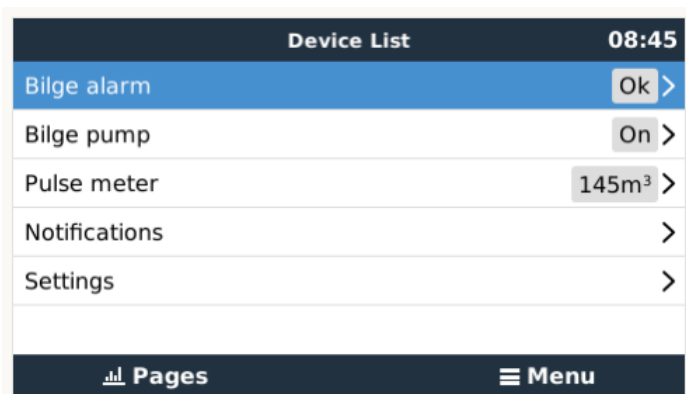 Device List 08:45
Bilge alarm Ok
Bilge pump On
Pulse meter 145m³
Notifications
Settings
Pages Menu